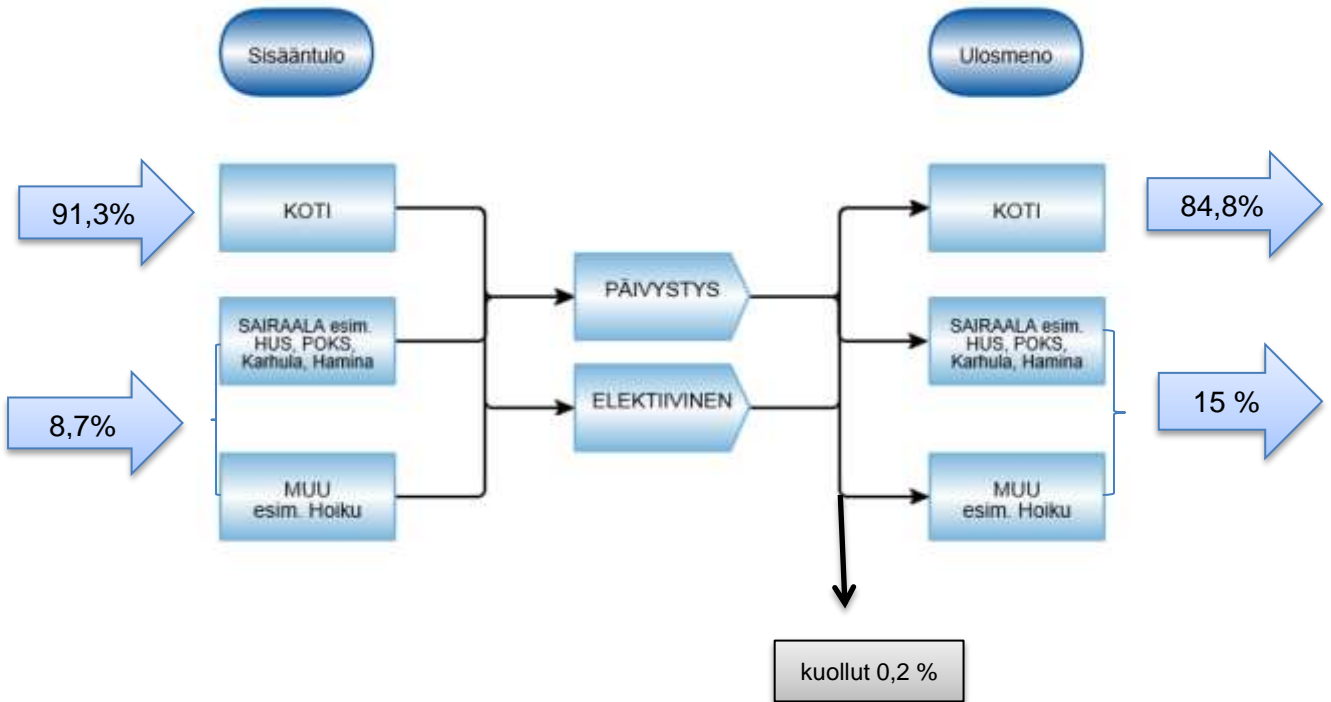 Sisääntulo
Ulosmeno
91,3%
KOTI
KOTI
84,8%
PÄIVYSTYS
SAIRAALA esim.
HUS, POKS,
Karhula, Hamina
SAIRAALA esim.
HUS, POKS,
Karhula, Hamina
ELEKTIIVINEN
8,7%
15 %
MUU
esim. Hoiku
MUU
esim. Hoiku
kuollut 0,2 %